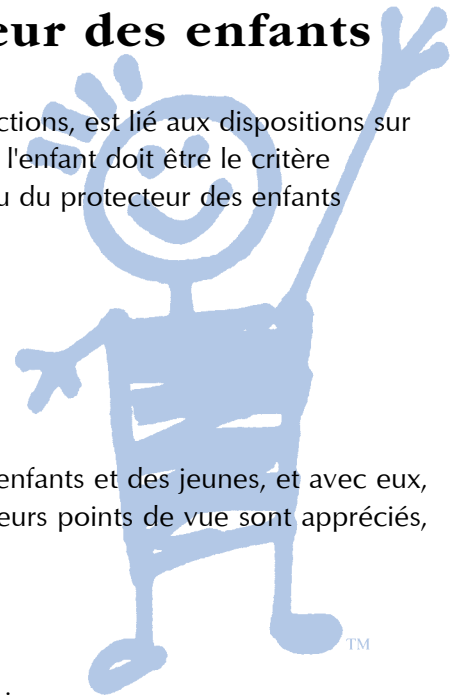 eur des enfants
ctions, est lié aux dispositions sur
l'enfant doit être le critère
u du protecteur des enfants
enfants et des jeunes, et avec eux,
eurs points de vue sont appréciés,
TM